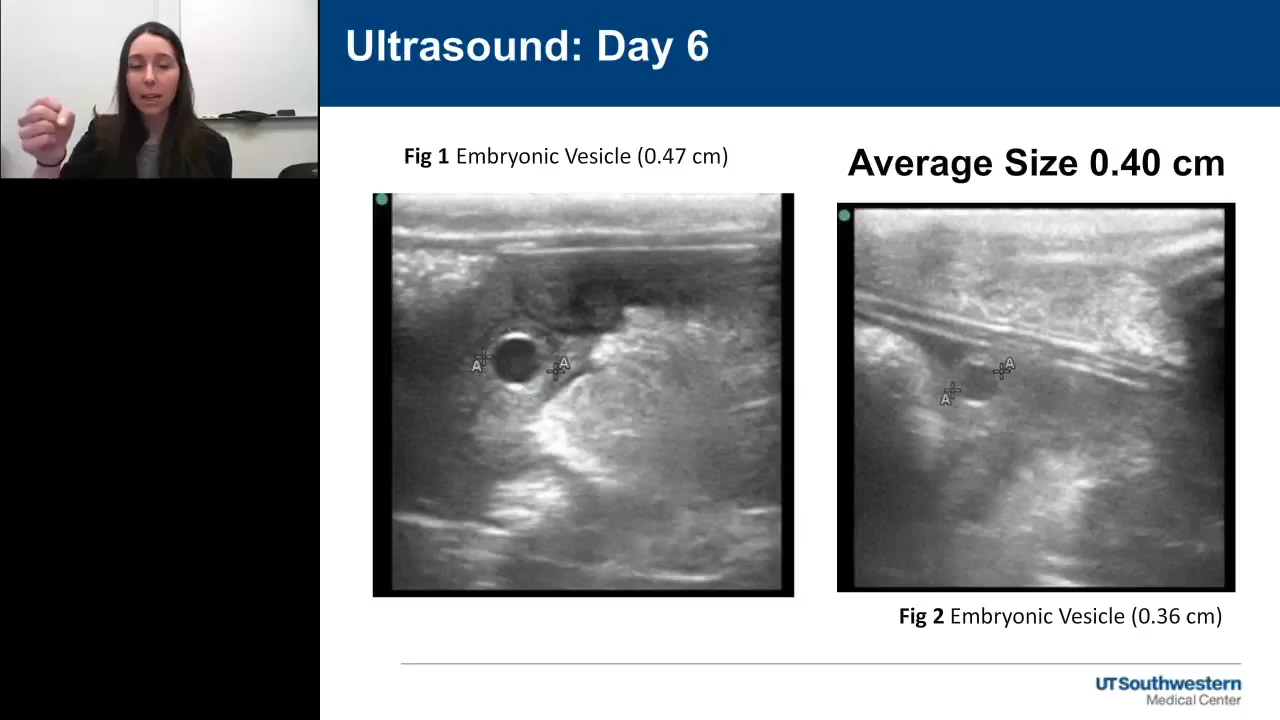 Ultrasound: Day 6
Fig 1 Embryonic Vesicle (0.47 cm)
Average Size 0.40 cm
A
A
A
A
Fig 2 Embryonic Vesicle (0.36 cm)
UTSouthwestern
Medical Center